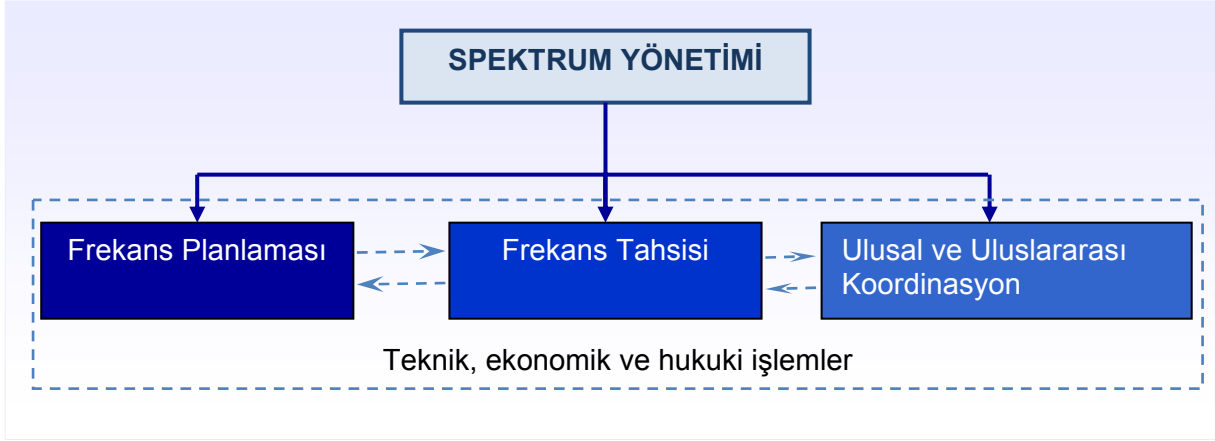 SPEKTRUM YÖNETİMİ
Frekans Planlaması
Frekans Tahsisi
Ulusal ve Uluslararası
Koordinasyon
Teknik, ekonomik ve hukuki işlemler